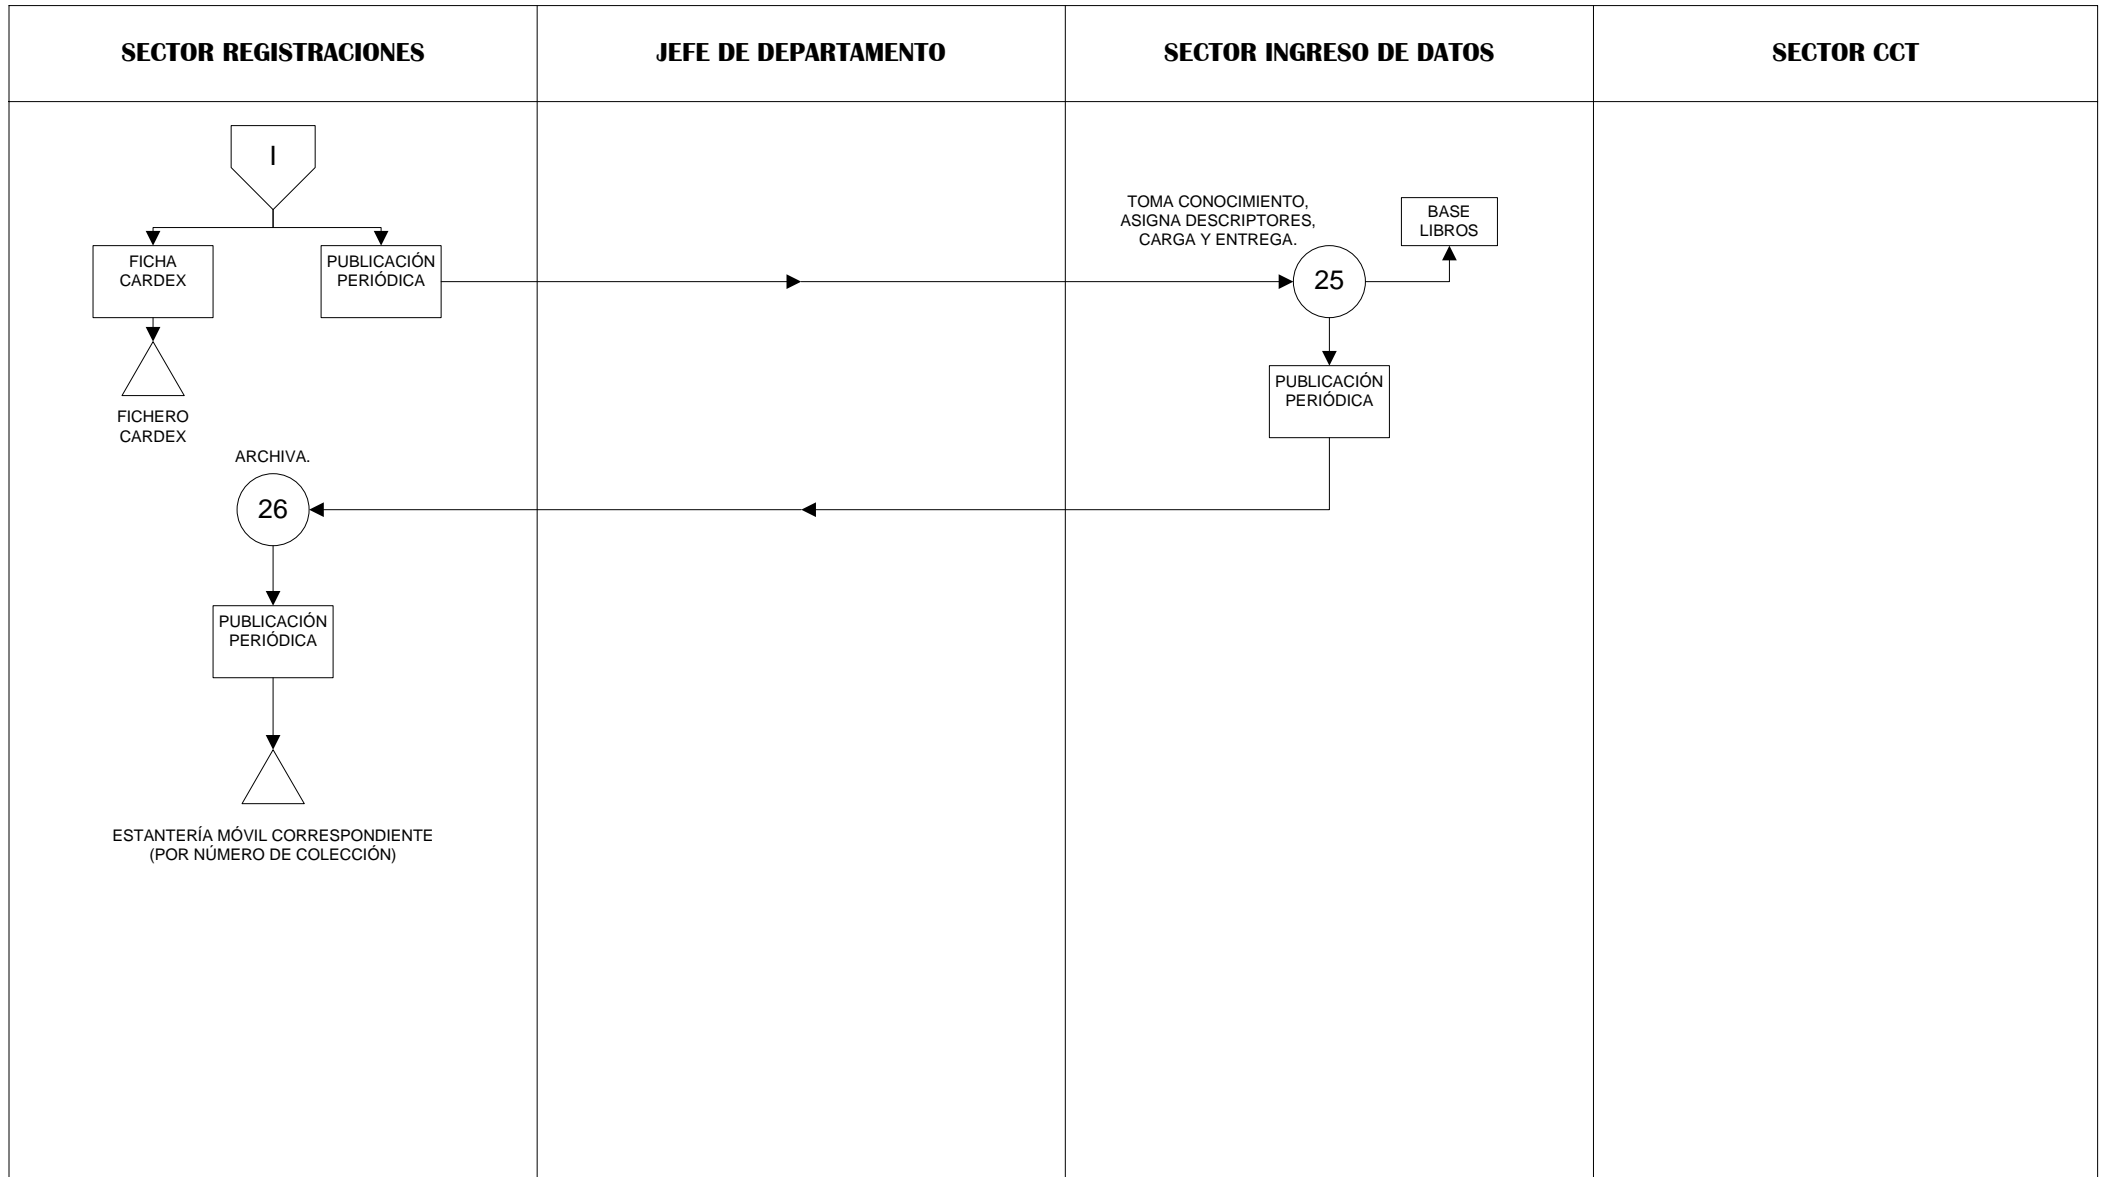 SECTOR REGISTRACIONES
JEFE DE DEPARTAMENTO
SECTOR INGRESO DE DATOS
SECTOR CCT
I
TOMA CONOCIMIENTO,
ASIGNA DESCRIPTORES,
CARGA Y ENTREGA.
BASE
LIBROS
FICHA
CARDEX
PUBLICACIÓN
PERIÓDICA
25
PUBLICACIÓN
PERIÓDICA
FICHERO
CARDEX
ARCHIVA.
26
PUBLICACIÓN
PERIÓDICA
ESTANTERÍA MÓVIL CORRESPONDIENTE
(POR NÚMERO DE COLECCIÓN)